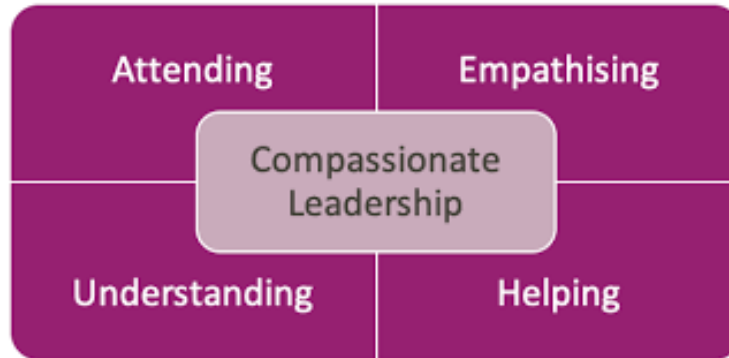 Attending
Empathising
Compassionate
Leadership
Understanding
Helping